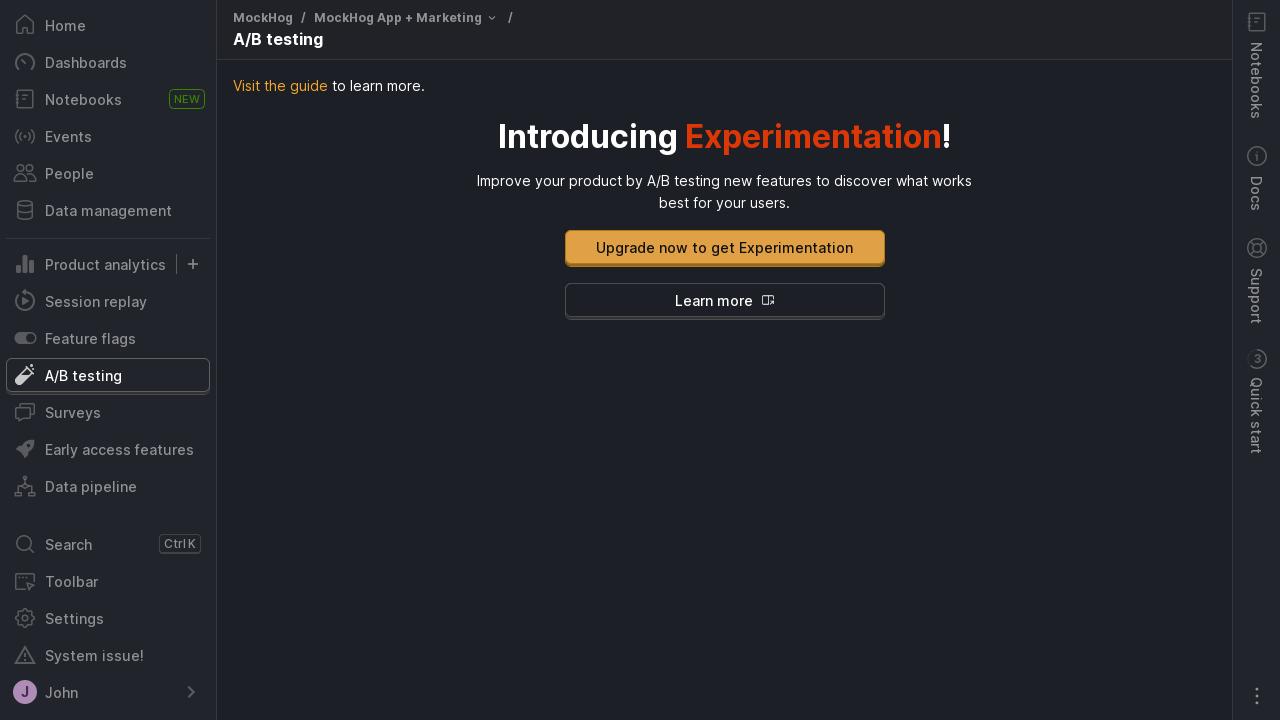 Home
Dashboards
Notebooks NEW
Events
People
Data management
Product analytics
Session replay
Feature flags
A/B testing
Surveys
Early access features
Data pipeline
Search Ctrl K
Toolbar
Settings
System issue!
J John
MockHog / MockHog App + Marketing /
A/B testing
Visit the guide to learn more.
Introducing Experimentation!
Improve your product by A/B testing new features to discover what works
best for your users.
Upgrade now to get Experimentation
Learn more
Notebooks
Docs
Support
3 Quick start